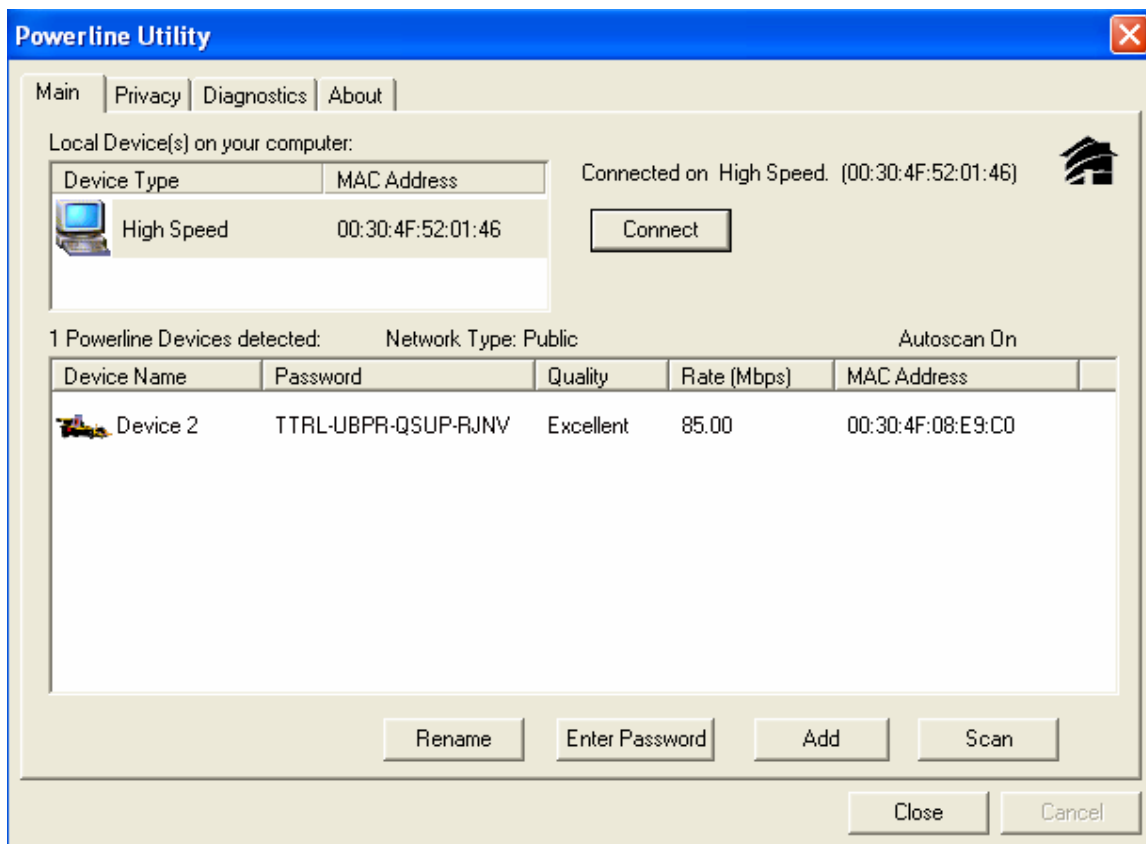 Powerline Utility
Main Privacy Diagnostics About
Local Device(s) on your computer:
Device Type MAC Address
High Speed 00:30:4F:52:01:46
Connected on High Speed. (00:30:4F:52:01:46)
Connect
1 Powerline Devices detected: Network Type: Public Autoscan On
Device Name Password Quality Rate (Mbps) MAC Address
Device 2 TTRL-UBPR-QSUP-RJNV Excellent 85.00 00:30:4F:08:E9:C0
Rename Enter Password Add Scan
Close Cancel